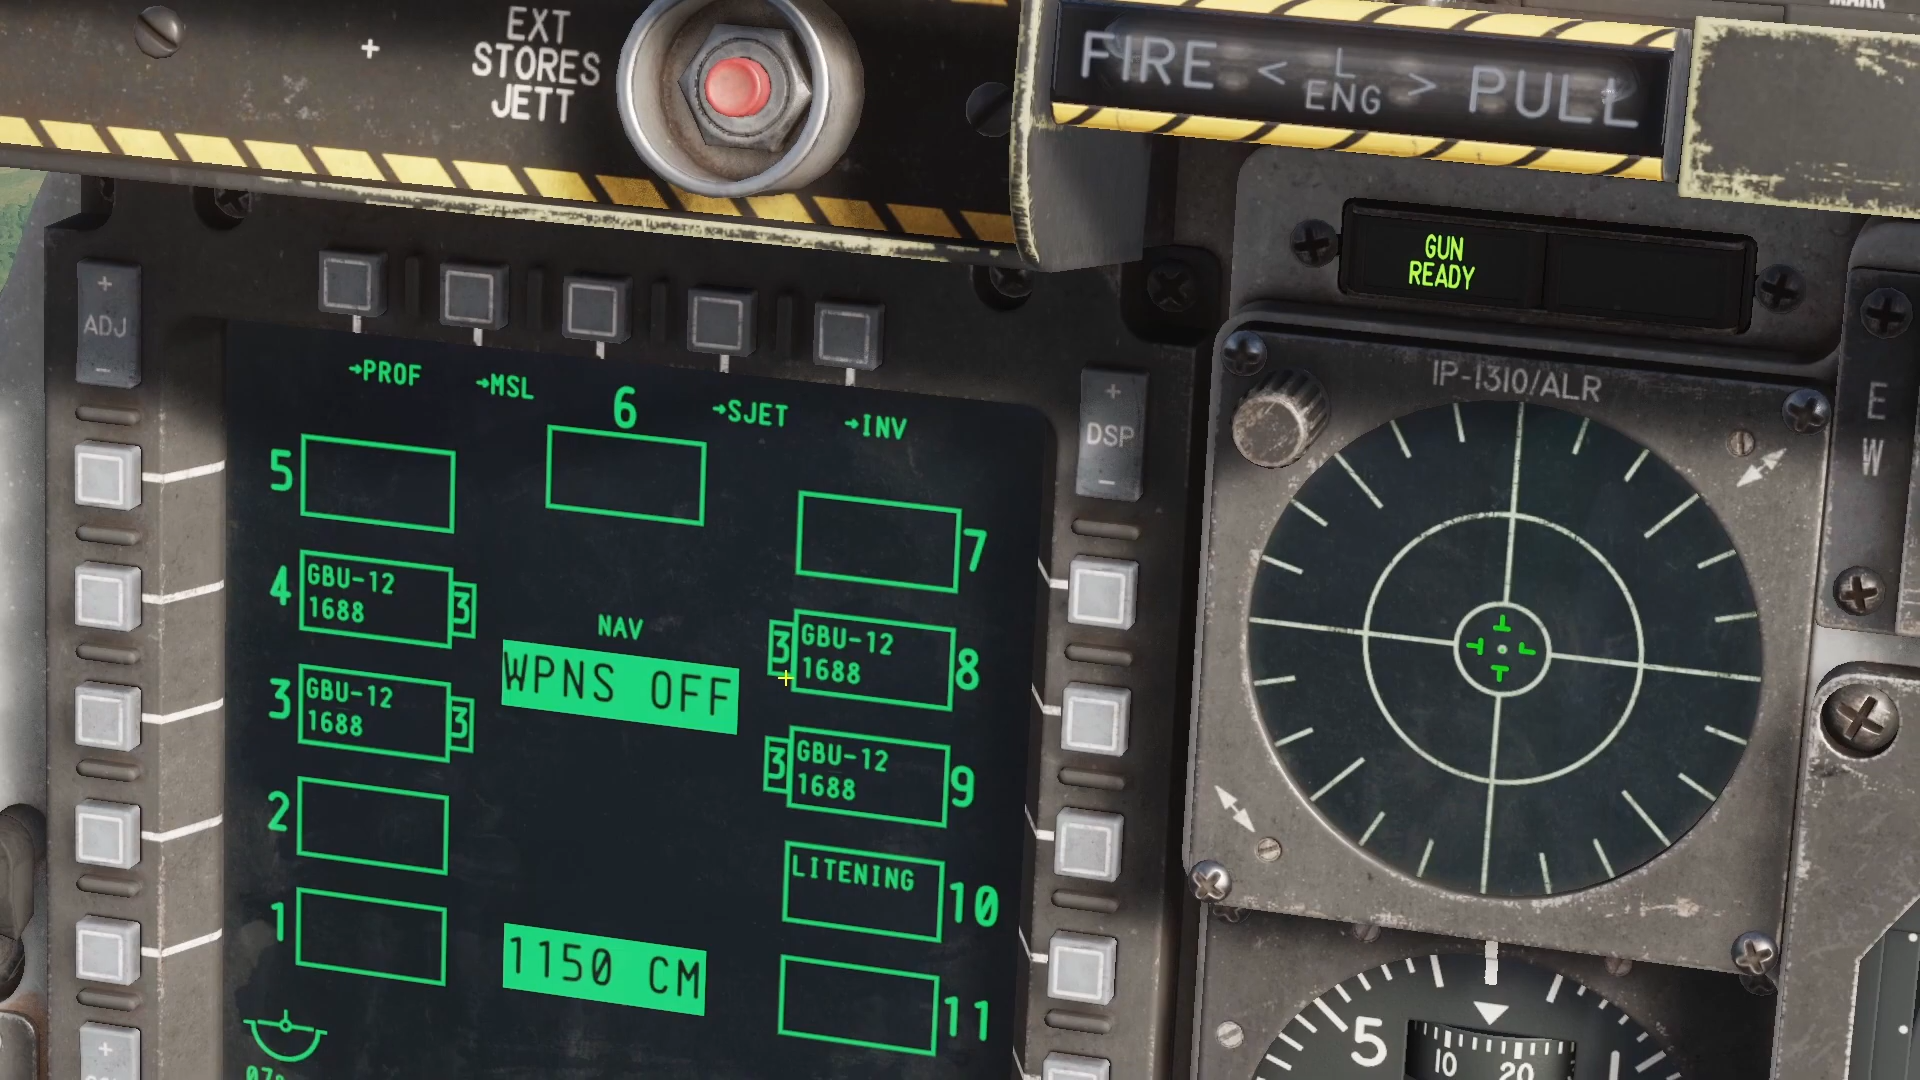 EXT
STORES
JETT
FIRE < L ENG > PULL
GUN
READY
IP-1310/ALR
+
ADJ
-
+
DSP
-
E
W
→PROF
→MSL
6
→SJET
→INV
5
7
4
GBU-12
1688
3
NAV
WPNS OFF
3
GBU-12
1688
8
3
GBU-12
1688
3
3
GBU-12
1688
9
2
LITENING
10
1
1150 CM
11
5
10
20
+